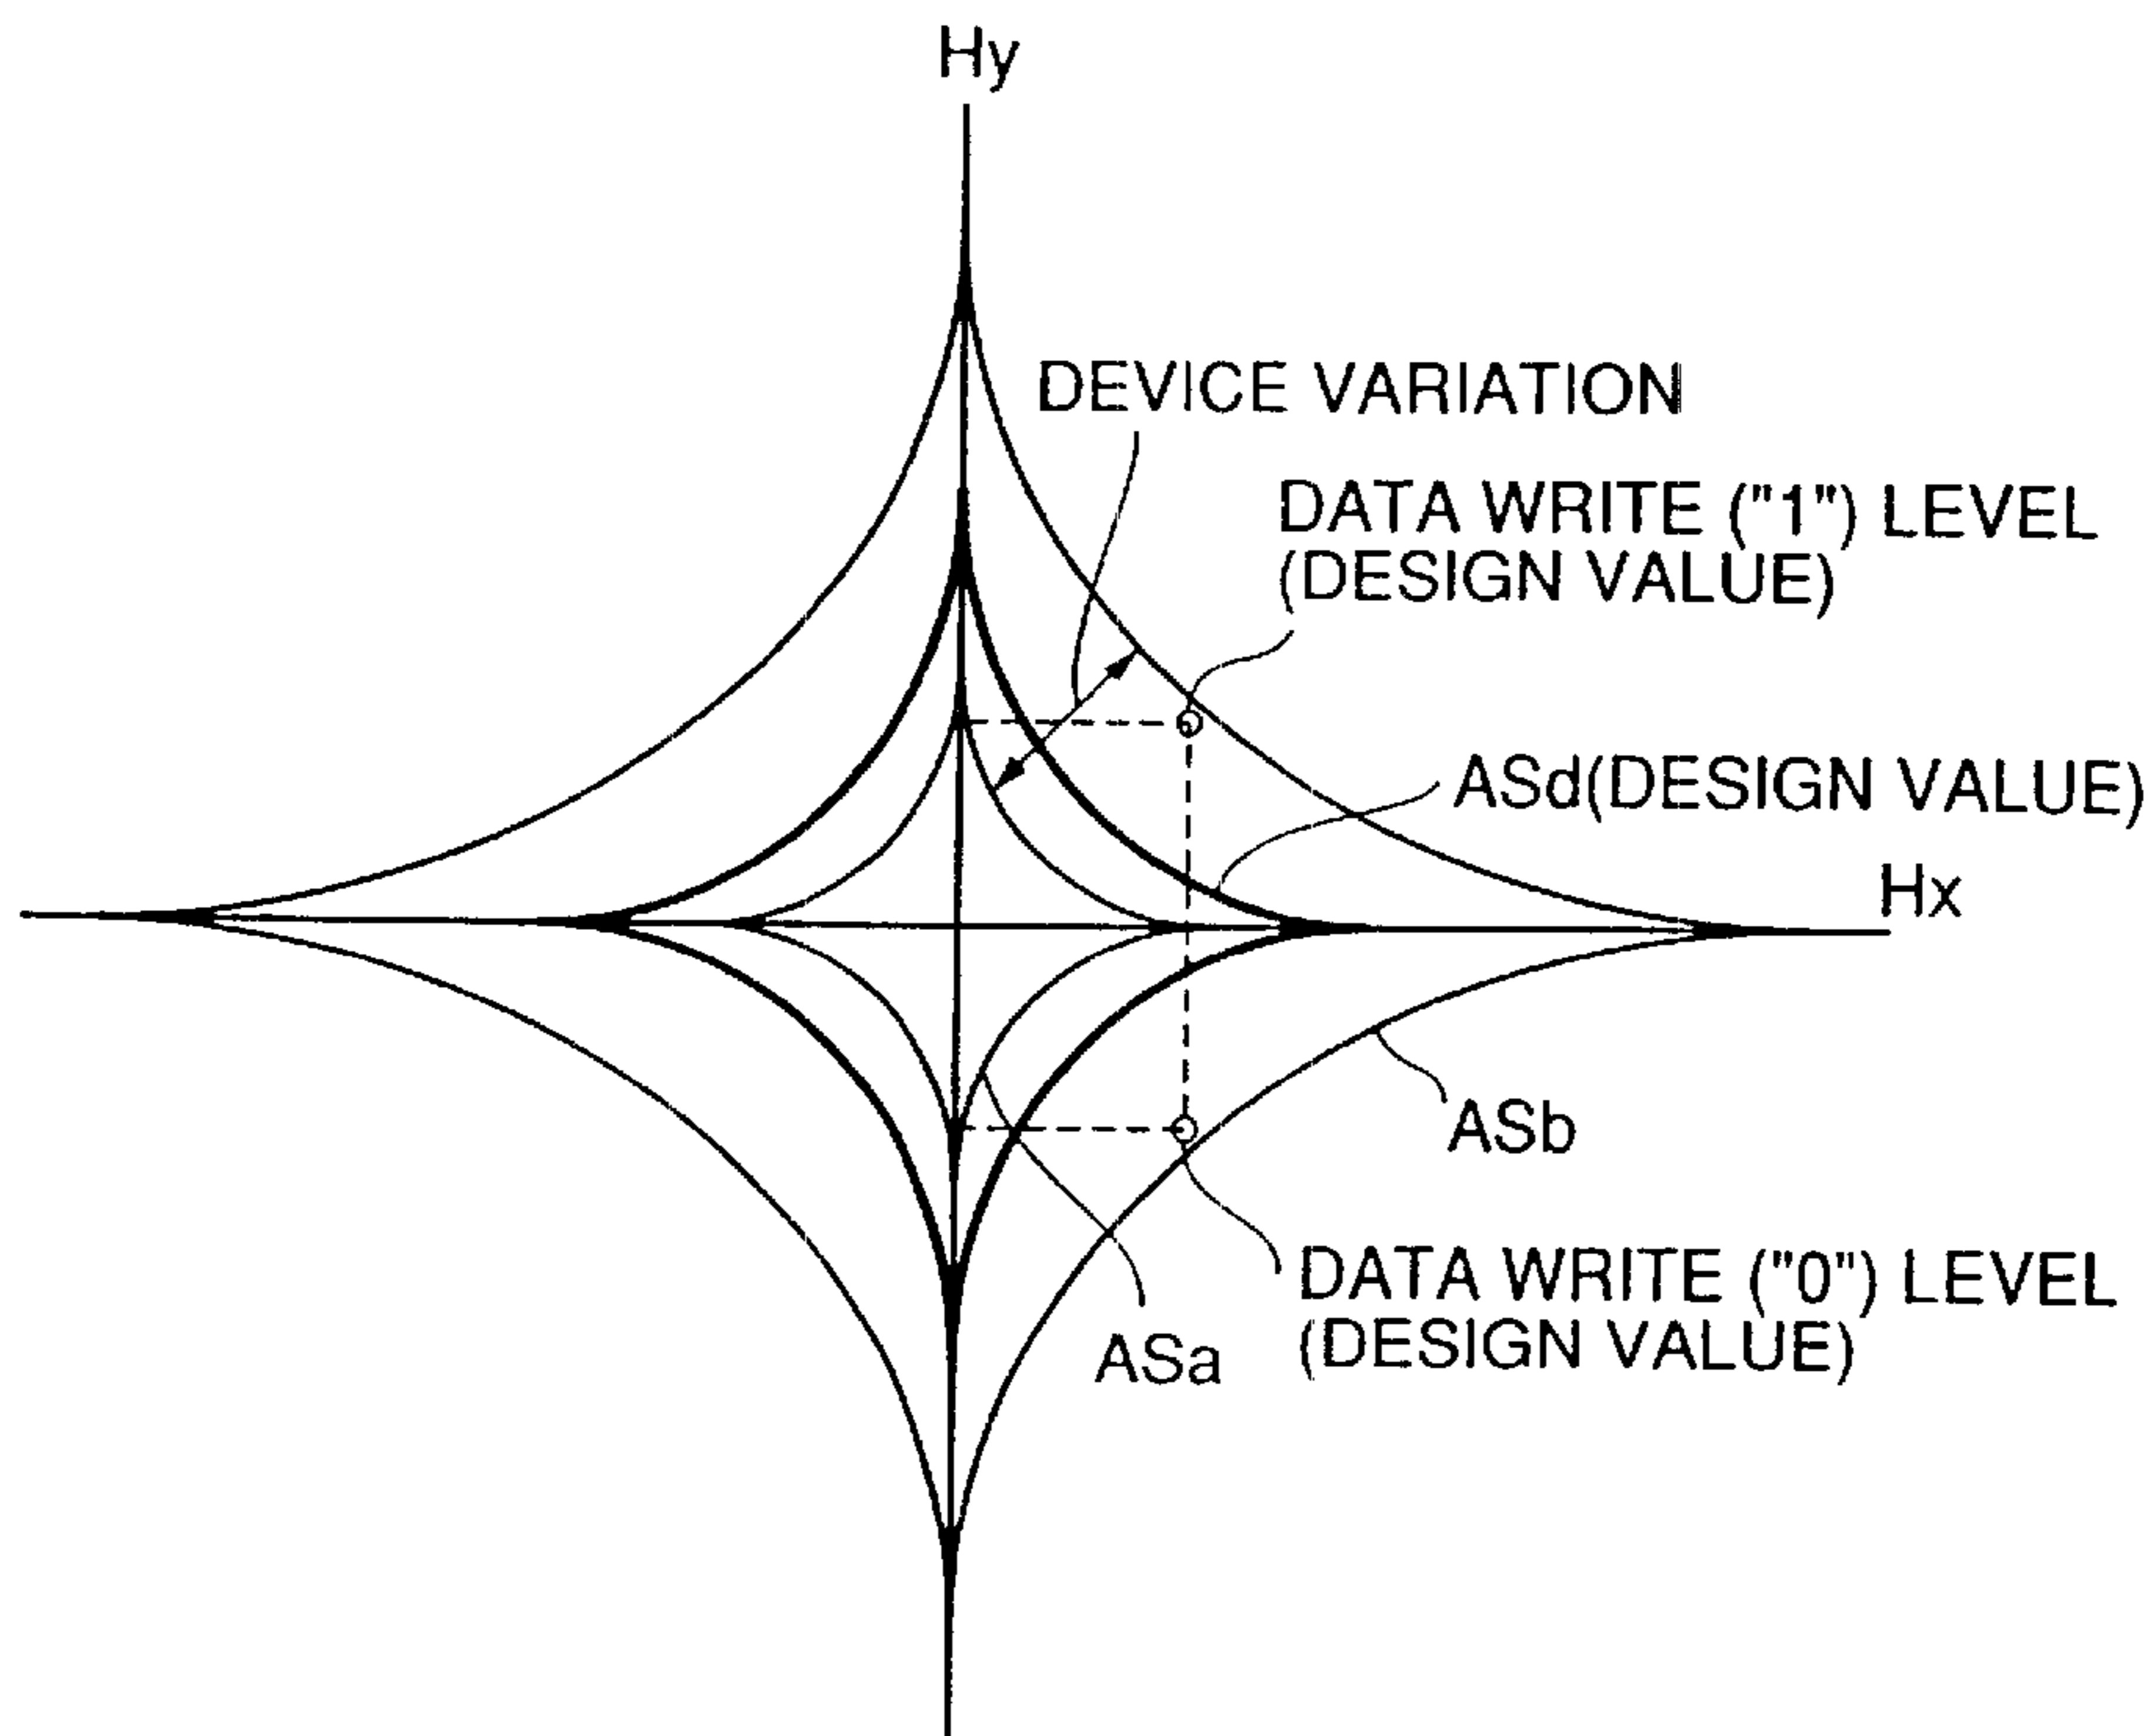 Hy
DEVICE VARIATION
DATA WRITE ("1") LEVEL
(DESIGN VALUE)
ASd(DESIGN VALUE)
Hx
ASb
DATA WRITE ("0") LEVEL
(DESIGN VALUE)
ASa